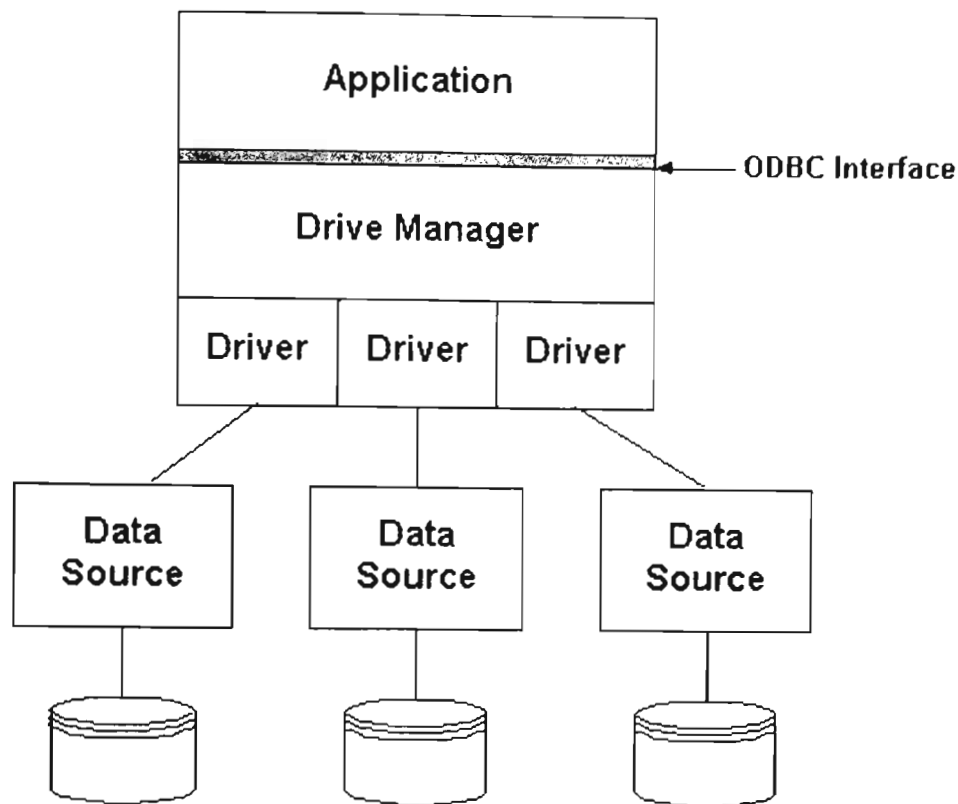 Application
ODBC Interface
Drive Manager
Driver
Driver
Driver
Data
Source
Data
Source
Data
Source